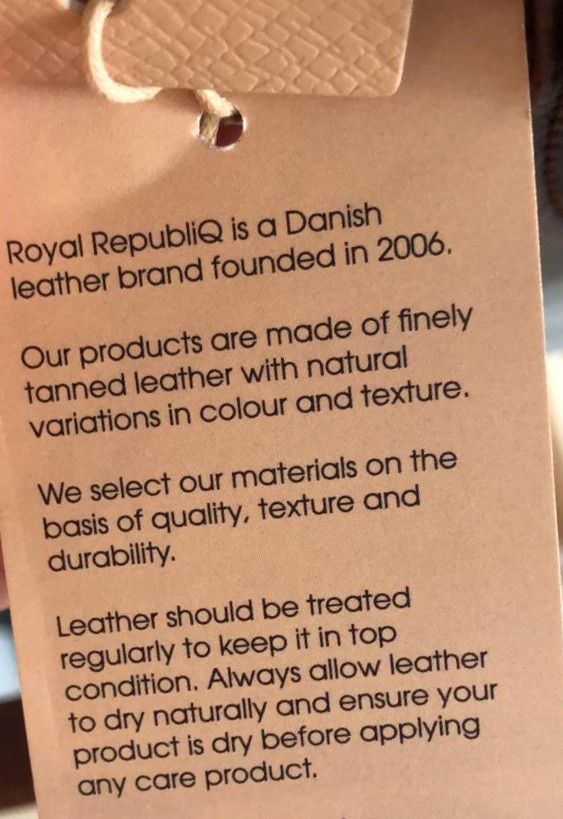 Royal RepubliQ is a Danish
leather brand founded in 2006.
Our products are made of finely
tanned leather with natural
variations in colour and texture.
We select our materials on the
basis of quality, texture and
durability.
Leather should be treated
regularly to keep it in top
condition. Always allow leather
to dry naturally and ensure your
product is dry before applying
any care product.